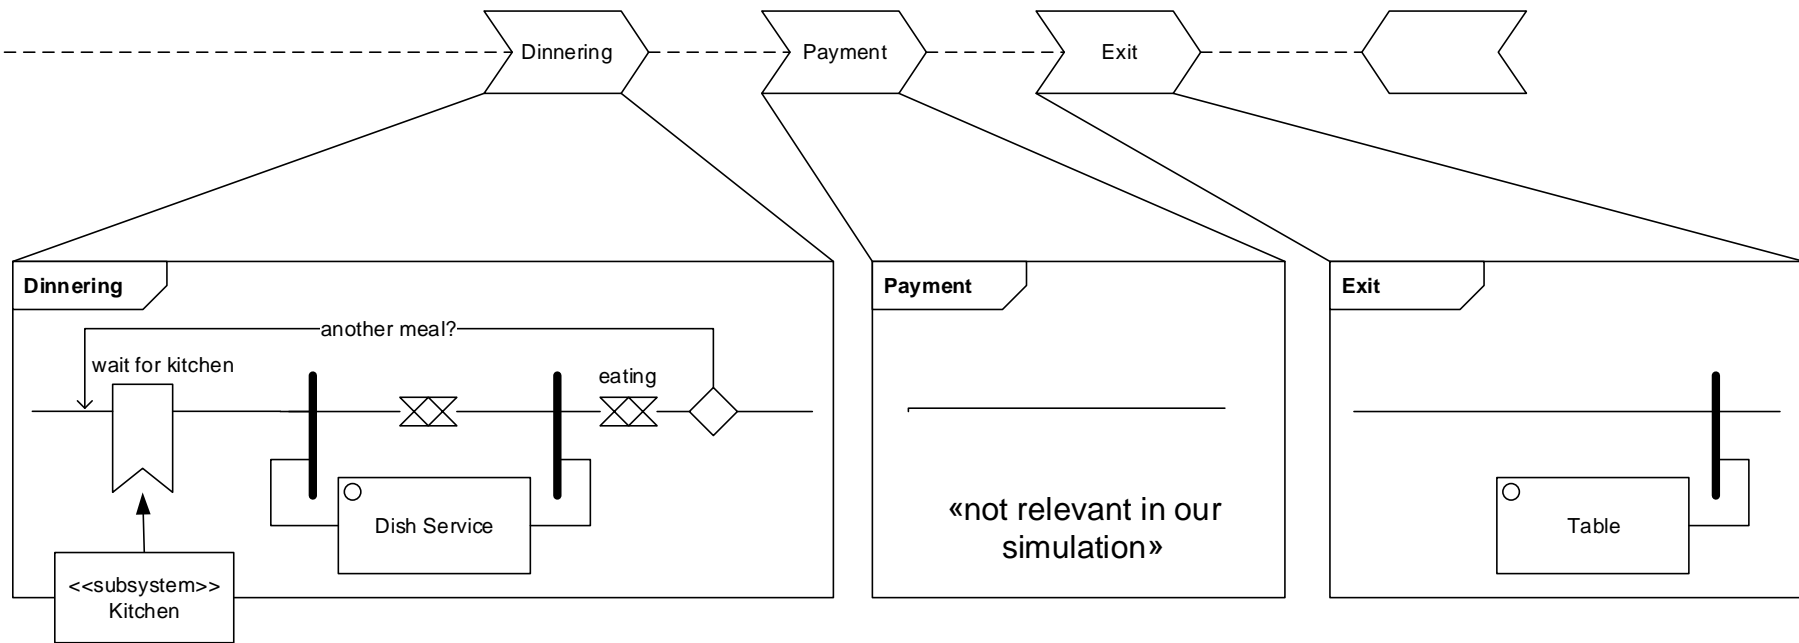 Dinnering
Payment
Exit
Dinnering
another meal?
wait for kitchen
eating
Dish Service
<<subsystem>>
Kitchen
Payment
«not relevant in our
simulation»
Exit
Table